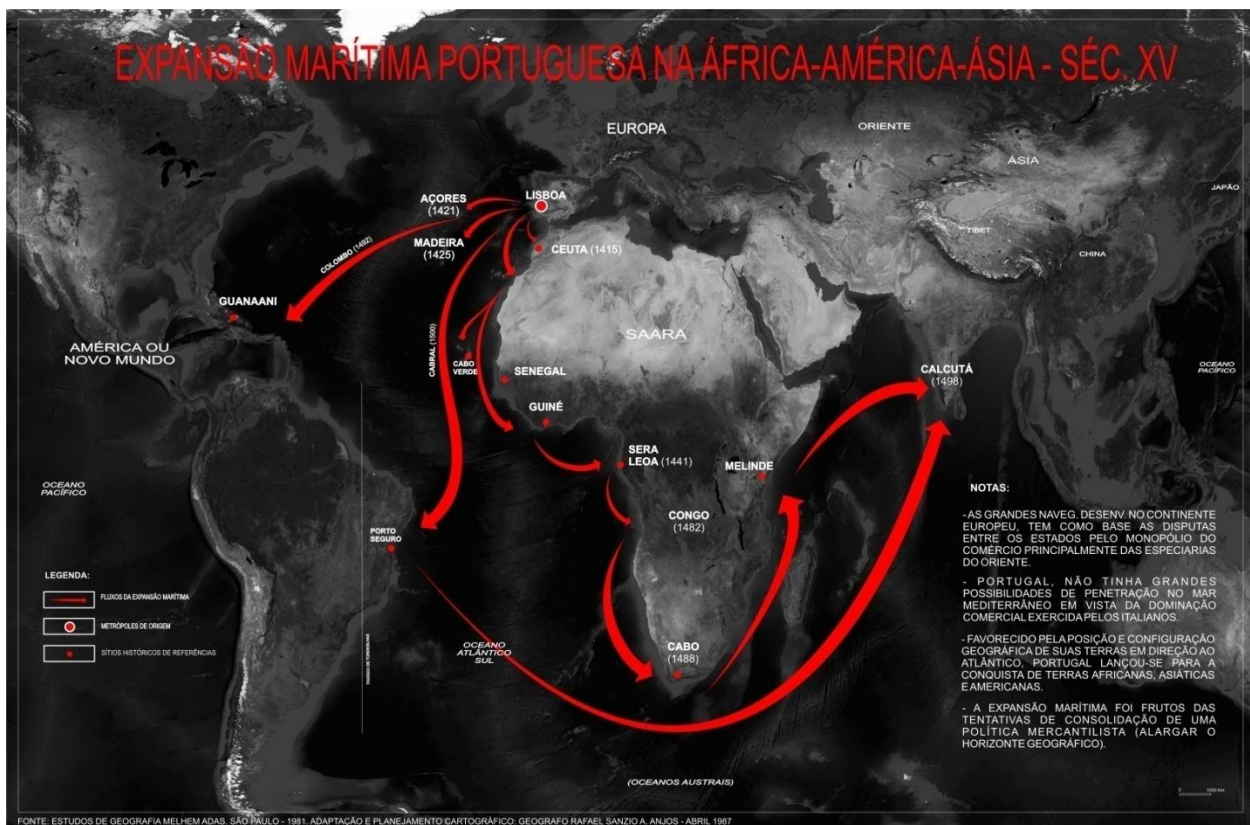 EXPANSÃO MARÍTIMA PORTUGUESA NA ÁFRICA-AMÉRICA-ÁSIA - SÉC. XV
EUROPA
ORIENTE
ÁSIA
JAPÃO
TIBET
CHINA
AÇORES
(1421)
LISBOA
MADEIRA
(1425)
CEUTA (1415)
COLOMBO (1492)
GUANAANI
AMÉRICA OU
NOVO MUNDO
SAARA
CABRAL (1500)
CABO
VERDE
SENEGAL
GUINÉ
CALCUTÁ
(1498)
OCEANO
PACÍFICO
SERA
LEOA (1441)
MELINDE
CONGO
(1482)
OCEANO
PACÍFICO
PORTO
SEGURO
CABO
(1488)
OCEANO
ATLÂNTICO
SUL
(OCEANOS AUSTRAIS)
LEGENDA:
FLUXOS DA EXPANSÃO MARÍTIMA
METRÓPOLES DE ORIGEM
SÍTIOS HISTÓRICOS DE REFERÊNCIAS
TRATADO DE TORDESILHAS
NOTAS:
- AS GRANDES NAVEG. DESENV. NO CONTINENTE
EUROPEU, TEM COMO BASE AS DISPUTAS
ENTRE OS ESTADOS PELO MONOPÓLIO DO
COMÉRCIO PRINCIPALMENTE DAS ESPECIARIAS
DO ORIENTE.
- PORTUGAL, NÃO TINHA GRANDES
POSSIBILIDADES DE PENETRAÇÃO NO MAR
MEDITERRÂNEO EM VISTA DA DOMINAÇÃO
COMERCIAL EXERCIDA PELOS ITALIANOS.
- FAVORECIDO PELA POSIÇÃO E CONFIGURAÇÃO
GEOGRÁFICA DE SUAS TERRAS EM DIREÇÃO AO
ATLÂNTICO, PORTUGAL LANÇOU-SE PARA A
CONQUISTA DE TERRAS AFRICANAS, ASIÁTICAS
E AMERICANAS.
- A EXPANSÃO MARÍTIMA FOI FRUTOS DAS
TENTATIVAS DE CONSOLIDAÇÃO DE UMA
POLÍTICA MERCANTILISTA (ALARGAR O
HORIZONTE GEOGRÁFICO).
FONTE: ESTUDOS DE GEOGRAFIA MELHEM ADAS. SÃO PAULO - 1981. ADAPTAÇÃO E PLANEJAMENTO CARTOGRÁFICO: GEOGRAFO RAFAEL SANZIO A. ANJOS - ABRIL 1987